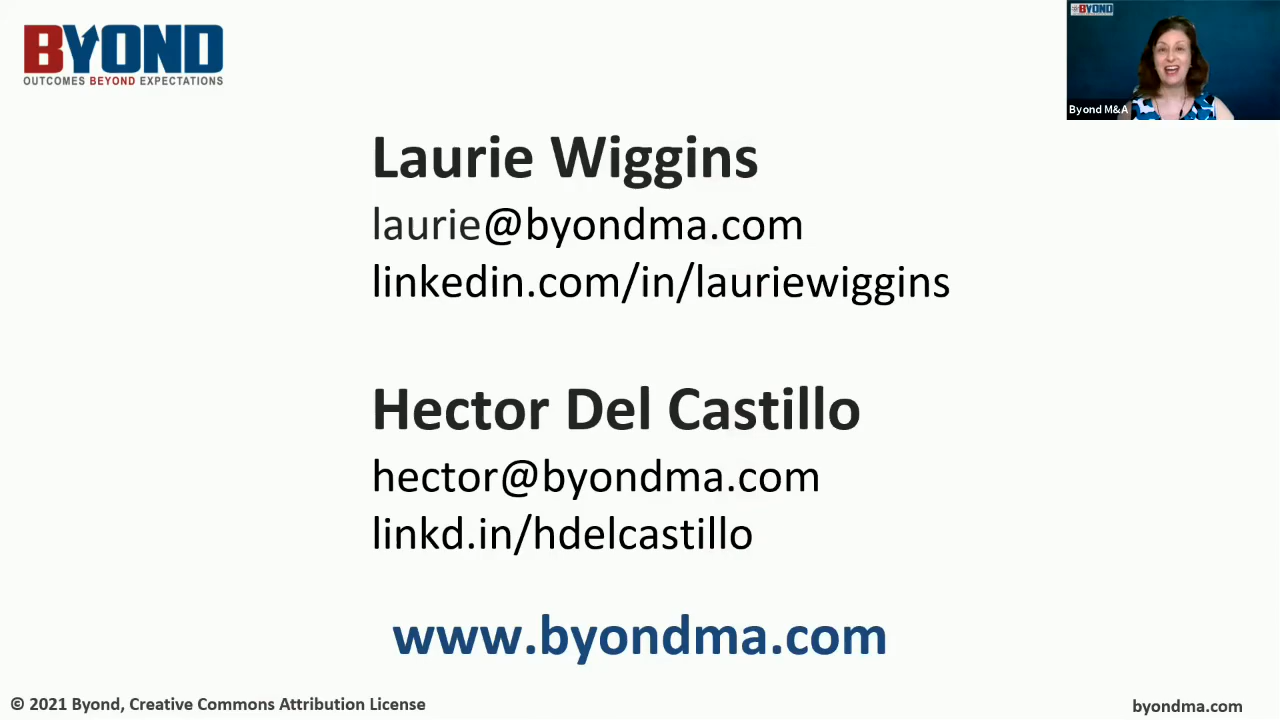 BYOND
OUTCOMES BEYOND EXPECTATIONS
BYOND
Byond M&A
Laurie Wiggins
laurie@byondma.com
linkedin.com/in/lauriewiggins
Hector Del Castillo
hector@byondma.com
linkd.in/hdelcastillo
www.byondma.com
© 2021 Byond, Creative Commons Attribution License
byondma.com